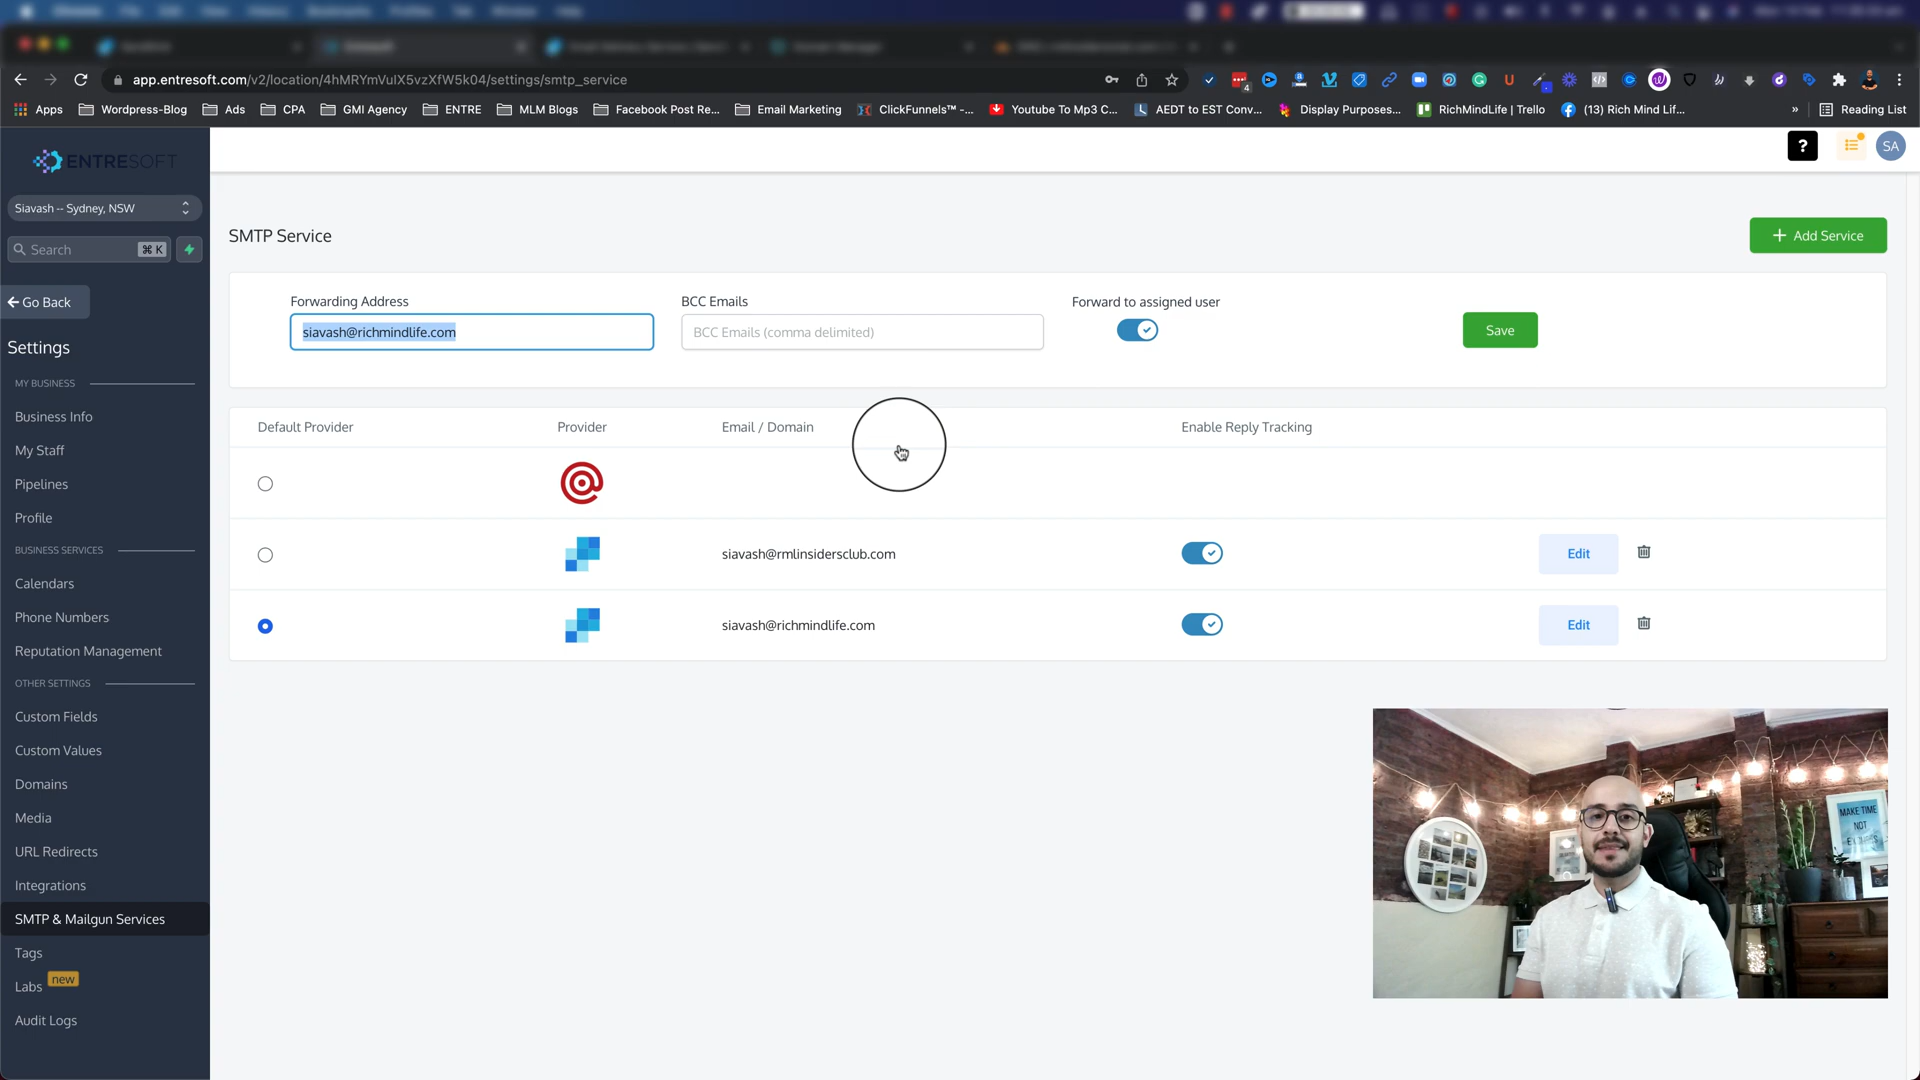 app.entresoft.com/v2/location/4hMRYmVuIX5vzXfW5k04/settings/smtp_service
4
Apps Wordpress-Blog Ads CPA GMI Agency ENTRE MLM Blogs Facebook Post Re... Email Marketing ClickFunnels™ -... Youtube To Mp3 C... AEDT to EST Conv... Display Purposes... RichMindLife | Trello (13) Rich Mind Lif... » Reading List
ENTRESOFT
? SA
Siavash -- Sydney, NSW
Search ⌘ K
Go Back
Settings
MY BUSINESS
Business Info
My Staff
Pipelines
Profile
BUSINESS SERVICES
Calendars
Phone Numbers
Reputation Management
OTHER SETTINGS
Custom Fields
Custom Values
Domains
Media
URL Redirects
Integrations
SMTP & Mailgun Services
Tags
Labs new
Audit Logs
SMTP Service
+ Add Service
Forwarding Address BCC Emails Forward to assigned user
siavash@richmindlife.com BCC Emails (comma delimited) Save
Default Provider Provider Email / Domain Enable Reply Tracking
siavash@rmlinsidersclub.com Edit
siavash@richmindlife.com Edit
MAKE TIME
NOT